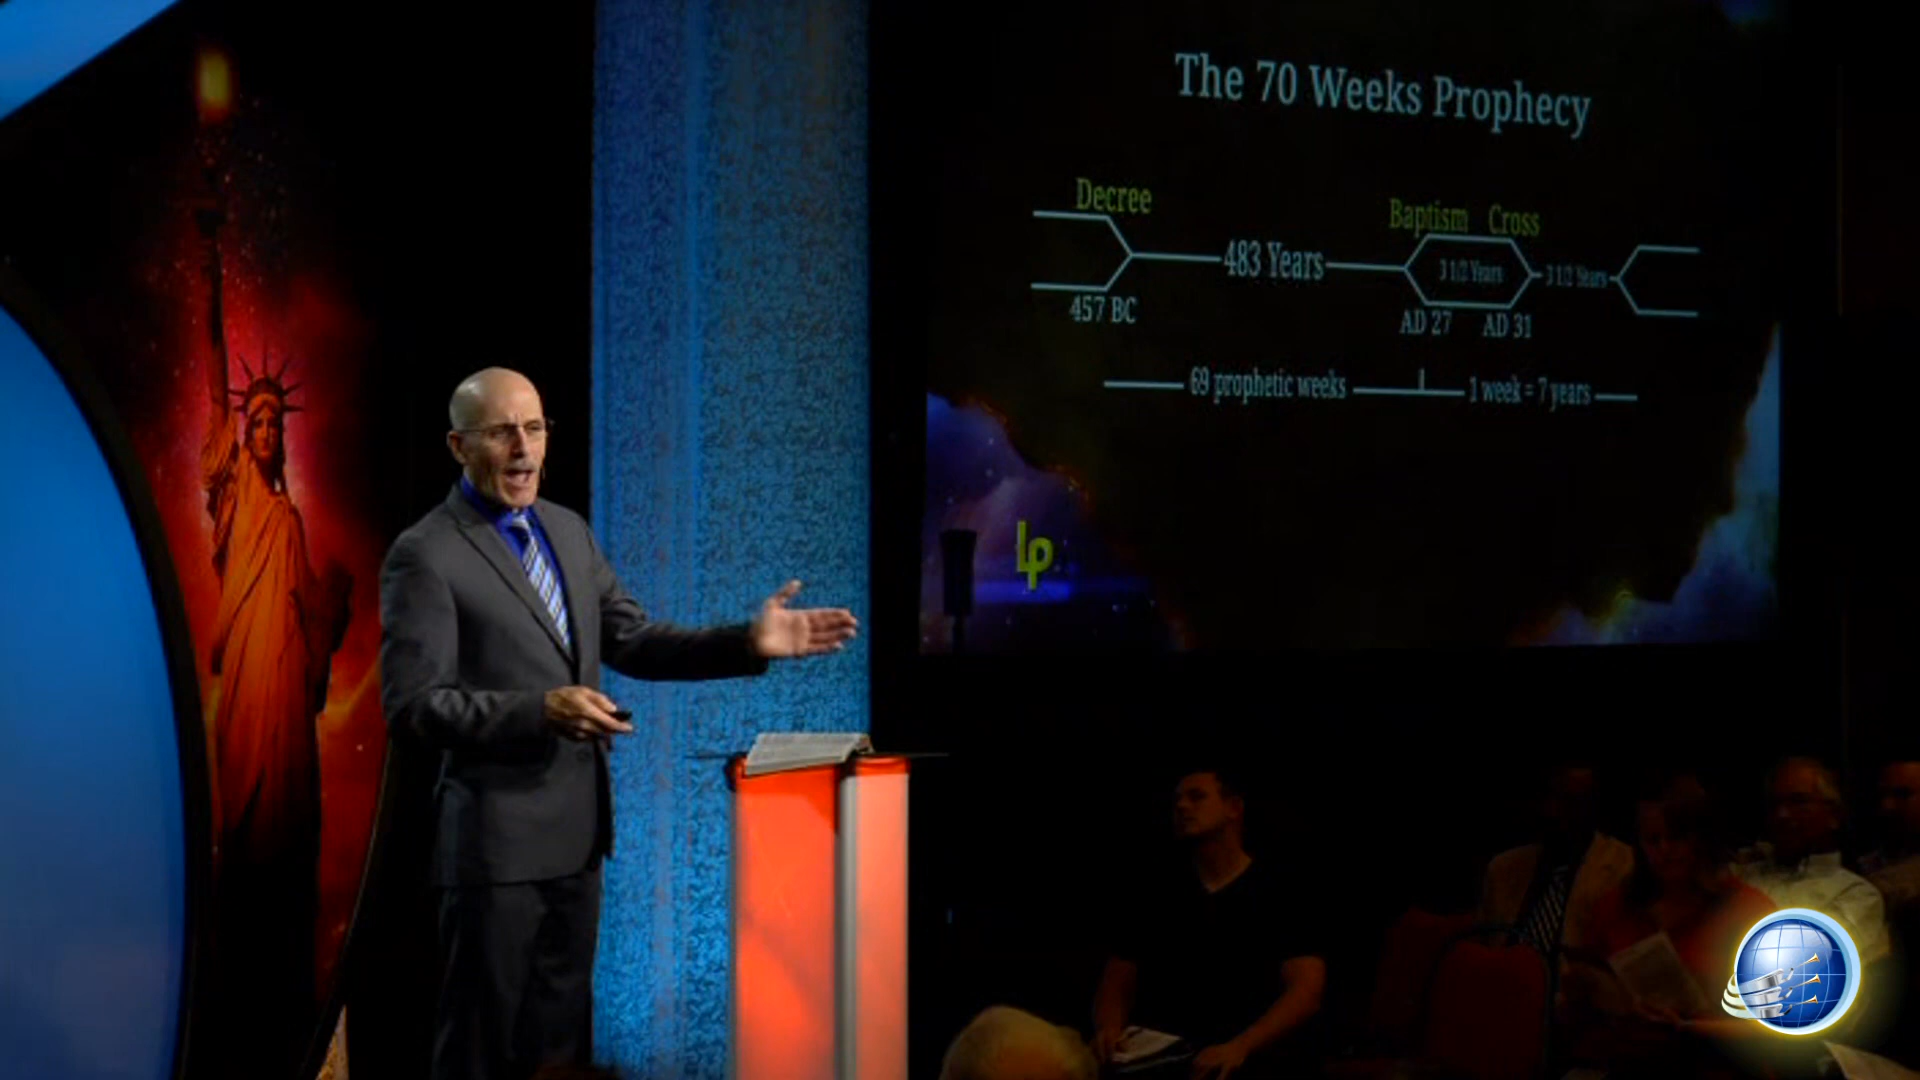 The 70 Weeks Prophecy
Decree
Baptism Cross
483 Years
3 1/2 Years
3 1/2 Years
457 BC
AD 27 AD 31
69 prophetic weeks
1 week = 7 years
lp